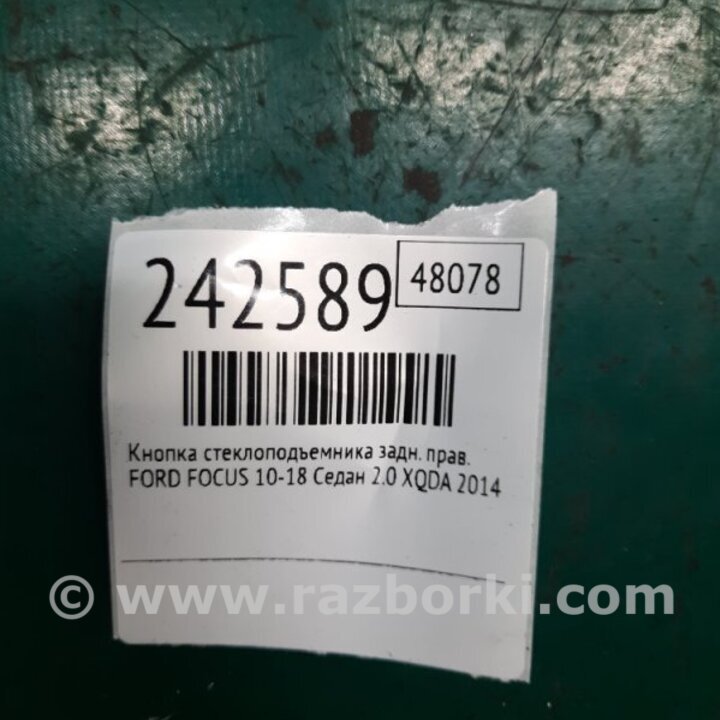 242589
48078
Кнопка стеклоподъемника задн. прав.
FORD FOCUS 10-18 Седан 2.0 XQDA 2014
© www.razborki.com